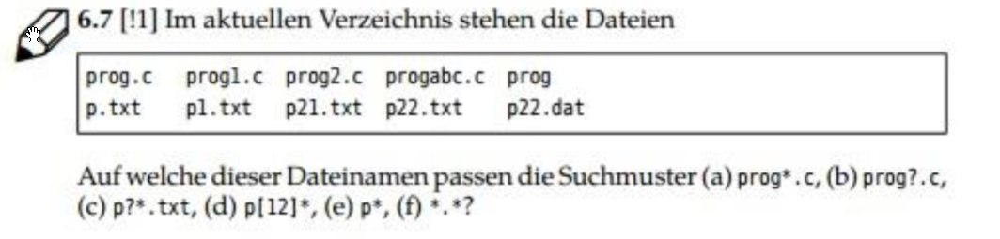 6.7 [!1] Im aktuellen Verzeichnis stehen die Dateien
prog.c prog1.c prog2.c progabc.c prog
p.txt p1.txt p21.txt p22.txt p22.dat
Auf welche dieser Dateinamen passen die Suchmuster (a) prog*.c, (b) prog?.c,
(c) p?*.txt, (d) p[12]*, (e) p*, (f) *.*?